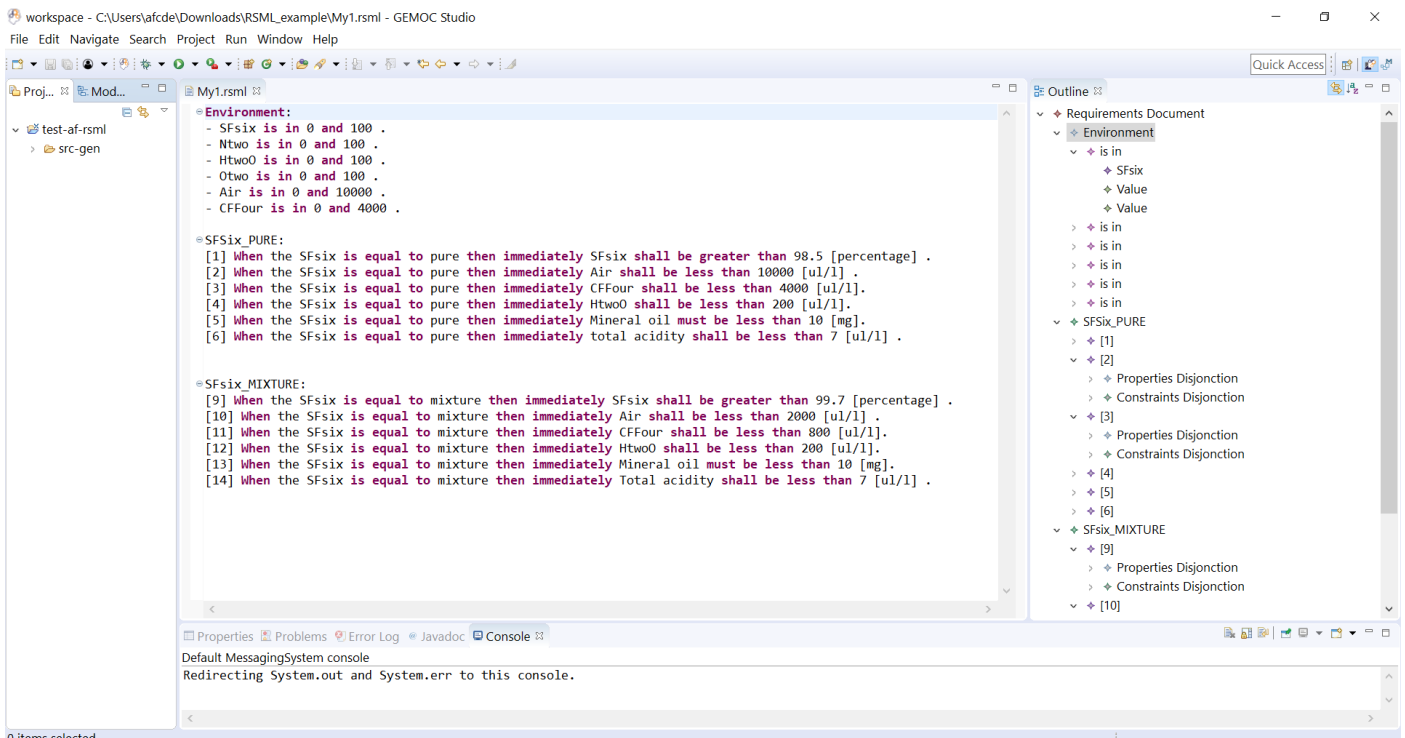 workspace - C:\Users\afcde\Downloads\RSML_example\My1.rsml - GEMOC Studio
File Edit Navigate Search Project Run Window Help
Quick Access
Proj... Mod...
test-af-rsml
src-gen
My1.rsml
Environment:
- SFsix is in 0 and 100 .
- Ntwo is in 0 and 100 .
- HtwoO is in 0 and 100 .
- Otwo is in 0 and 100 .
- Air is in 0 and 10000 .
- CFFour is in 0 and 4000 .
SFSix_PURE:
[1] When the SFsix is equal to pure then immediately SFsix shall be greater than 98.5 [percentage] .
[2] When the SFsix is equal to pure then immediately Air shall be less than 10000 [ul/l] .
[3] When the SFsix is equal to pure then immediately CFFour shall be less than 4000 [ul/l].
[4] When the SFsix is equal to pure then immediately HtwoO shall be less than 200 [ul/l].
[5] When the SFsix is equal to pure then immediately Mineral oil must be less than 10 [mg].
[6] When the SFsix is equal to pure then immediately total acidity shall be less than 7 [ul/l] .
SFsix_MIXTURE:
[9] When the SFsix is equal to mixture then immediately SFsix shall be greater than 99.7 [percentage] .
[10] When the SFsix is equal to mixture then immediately Air shall be less than 2000 [ul/l] .
[11] When the SFsix is equal to mixture then immediately CFFour shall be less than 800 [ul/l].
[12] When the SFsix is equal to mixture then immediately HtwoO shall be less than 200 [ul/l].
[13] When the SFsix is equal to mixture then immediately Mineral oil must be less than 10 [mg].
[14] When the SFsix is equal to mixture then immediately Total acidity shall be less than 7 [ul/l] .
Outline
Requirements Document
Environment
is in
SFsix
Value
Value
is in
is in
is in
is in
is in
SFSix_PURE
[1]
[2]
Properties Disjonction
Constraints Disjonction
[3]
Properties Disjonction
Constraints Disjonction
[4]
[5]
[6]
SFsix_MIXTURE
[9]
Properties Disjonction
Constraints Disjonction
[10]
Properties Problems Error Log Javadoc Console
Default MessagingSystem console
Redirecting System.out and System.err to this console.
0 items selected